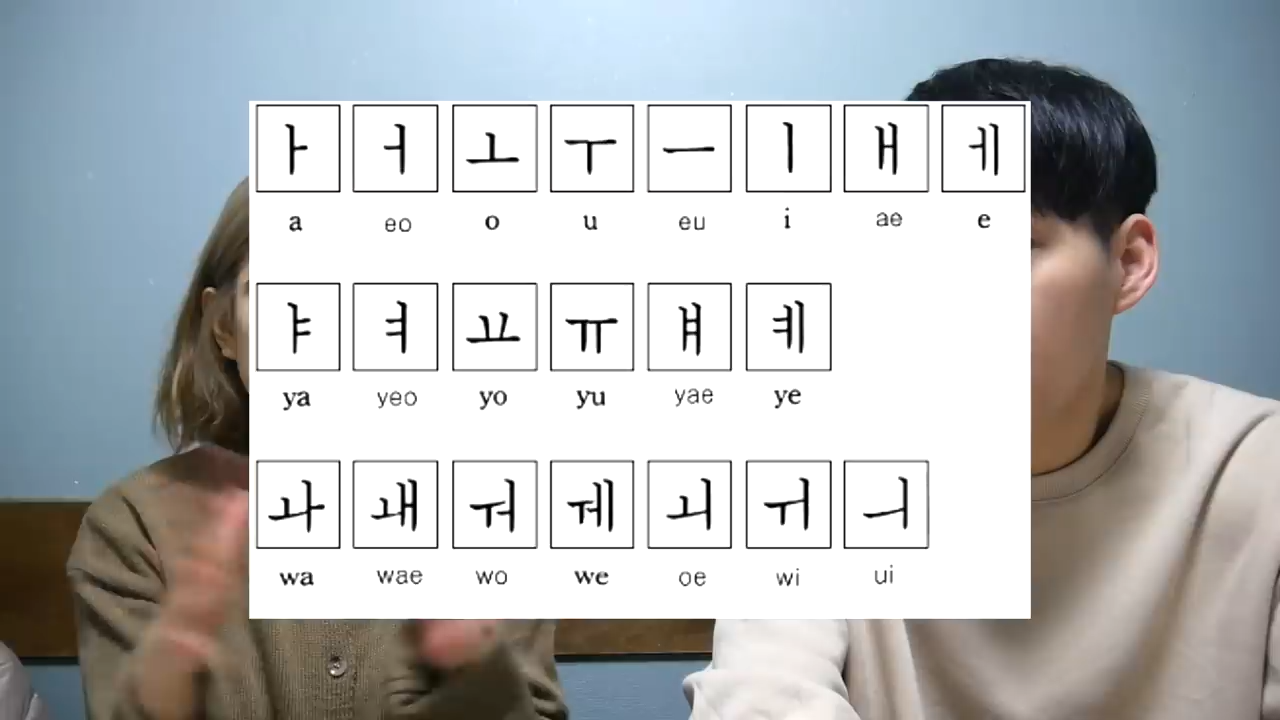 ㅏ ㅓ ㅗ ㅜ ㅡ ㅣ ㅐ ㅔ
a eo o u eu i ae e
ㅑ ㅕ ㅛ ㅠ ㅒ ㅖ
ya yeo yo yu yae ye
ㅘ ㅙ ㅝ ㅞ ㅚ ㅟ ㅢ
wa wae wo we oe wi ui